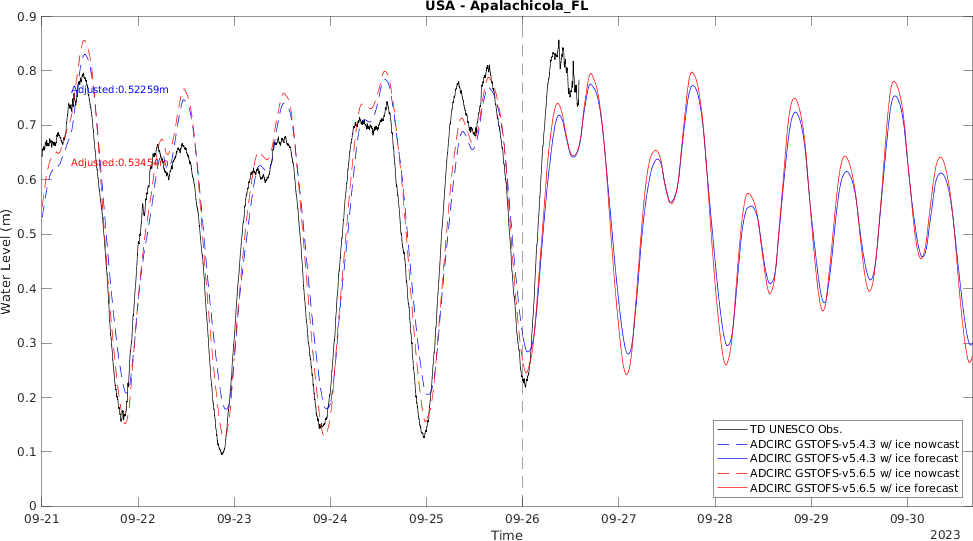 USA - Apalachicola_FL
0.9
0.8
0.7
0.6
0.5
0.4
0.3
0.2
0.1
0
Water Level (m)
Adjusted:0.52259m
Adjusted:0.5345
TD UNESCO Obs.
ADCIRC GSTOFS-v5.4.3 w/ ice nowcast
ADCIRC GSTOFS-v5.4.3 w/ ice forecast
ADCIRC GSTOFS-v5.6.5 w/ ice nowcast
ADCIRC GSTOFS-v5.6.5 w/ ice forecast
09-21 09-22 09-23 09-24 09-25 09-26 09-27 09-28 09-29 09-30
Time
2023